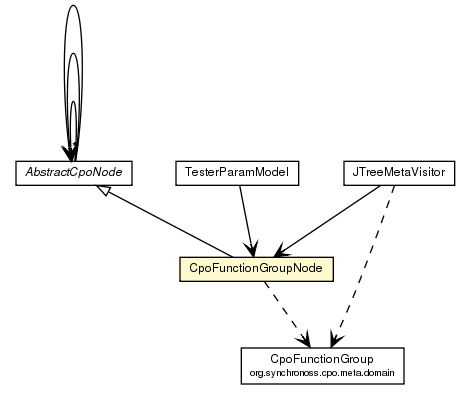 AbstractCpoNode
TesterParamModel
JTreeMetaVisitor
CpoFunctionGroupNode
CpoFunctionGroup
org.synchronoss.cpo.meta.domain